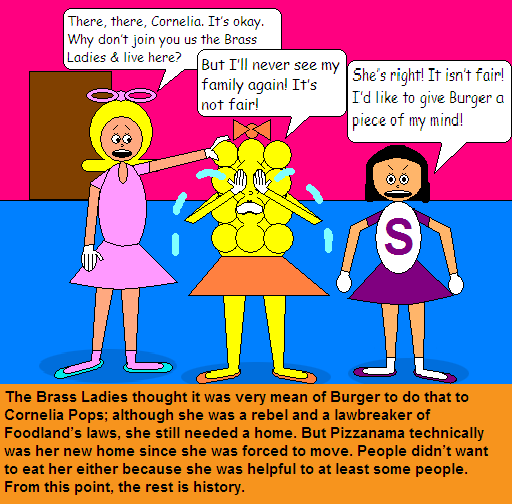 There, there, Cornelia. It's okay.
Why don't join you us the Brass
Ladies & live here?
But I'll never see my
family again! It's
not fair!
She's right! It isn't fair!
I'd like to give Burger a
piece of my mind!
S
The Brass Ladies thought it was very mean of Burger to do that to
Cornelia Pops; although she was a rebel and a lawbreaker of
Foodland's laws, she still needed a home. But Pizzanama technically
was her new home since she was forced to move. People didn't want
to eat her either because she was helpful to at least some people.
From this point, the rest is history.